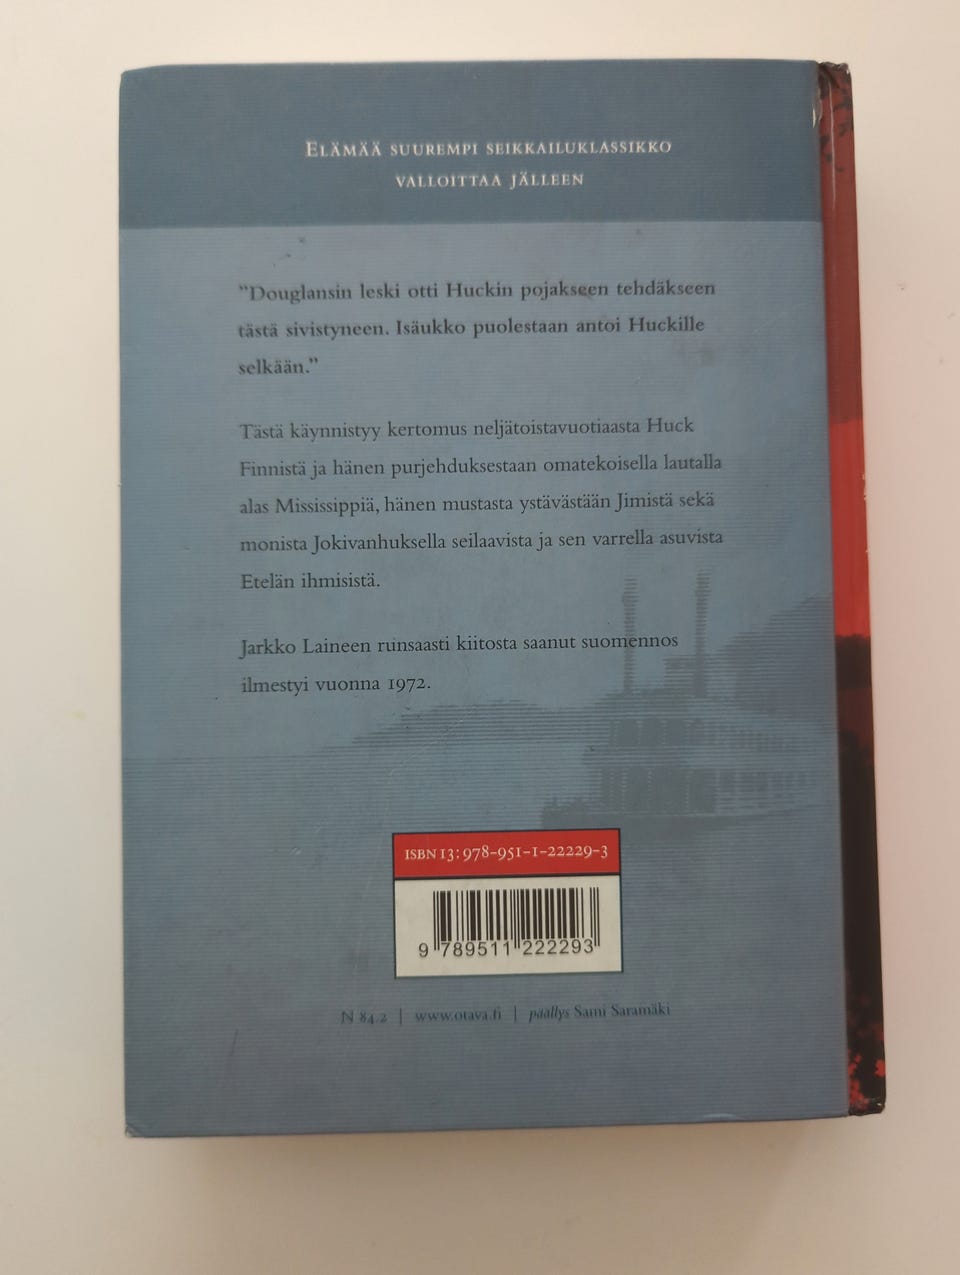 ELÄMÄÄ SUUREMPI SEIKKAILUKLASSIKKO
VALLOITTAA JÄLLEEN
”Douglansin leski otti Huckin pojakseen tehdäkseen
tästä sivistyneen. Isäukko puolestaan antoi Huckille
selkään.”
Tästä käynnistyy kertomus neljätoistavuotiaasta Huck
Finnistä ja hänen purjehduksestaan omatekoisella lautalla
alas Mississippiä, hänen mustasta ystävästään Jimistä sekä
monista Jokivanhuksella seilaavista ja sen varrella asuvista
Etelän ihmisistä.
Jarkko Laineen runsaasti kiitosta saanut suomennos
ilmestyi vuonna 1972.
ISBN 13: 978-951-1-22229-3
9 789511 222293
N 84.2 | www.otava.fi | päällys Sami Saramäki